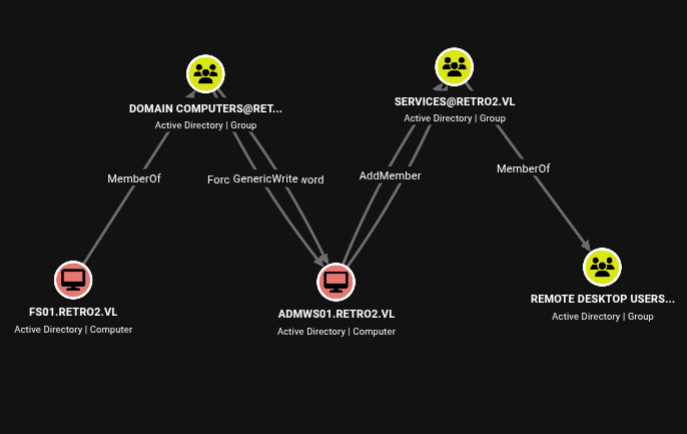 DOMAIN COMPUTERS@RET...
Active Directory | Group
SERVICES@RETRO2.VL
Active Directory | Group
MemberOf
GenericWrite
AddMember
MemberOf
FS01.RETRO2.VL
Active Directory | Computer
ADMWS01.RETRO2.VL
Active Directory | Computer
REMOTE DESKTOP USERS...
Active Directory | Group